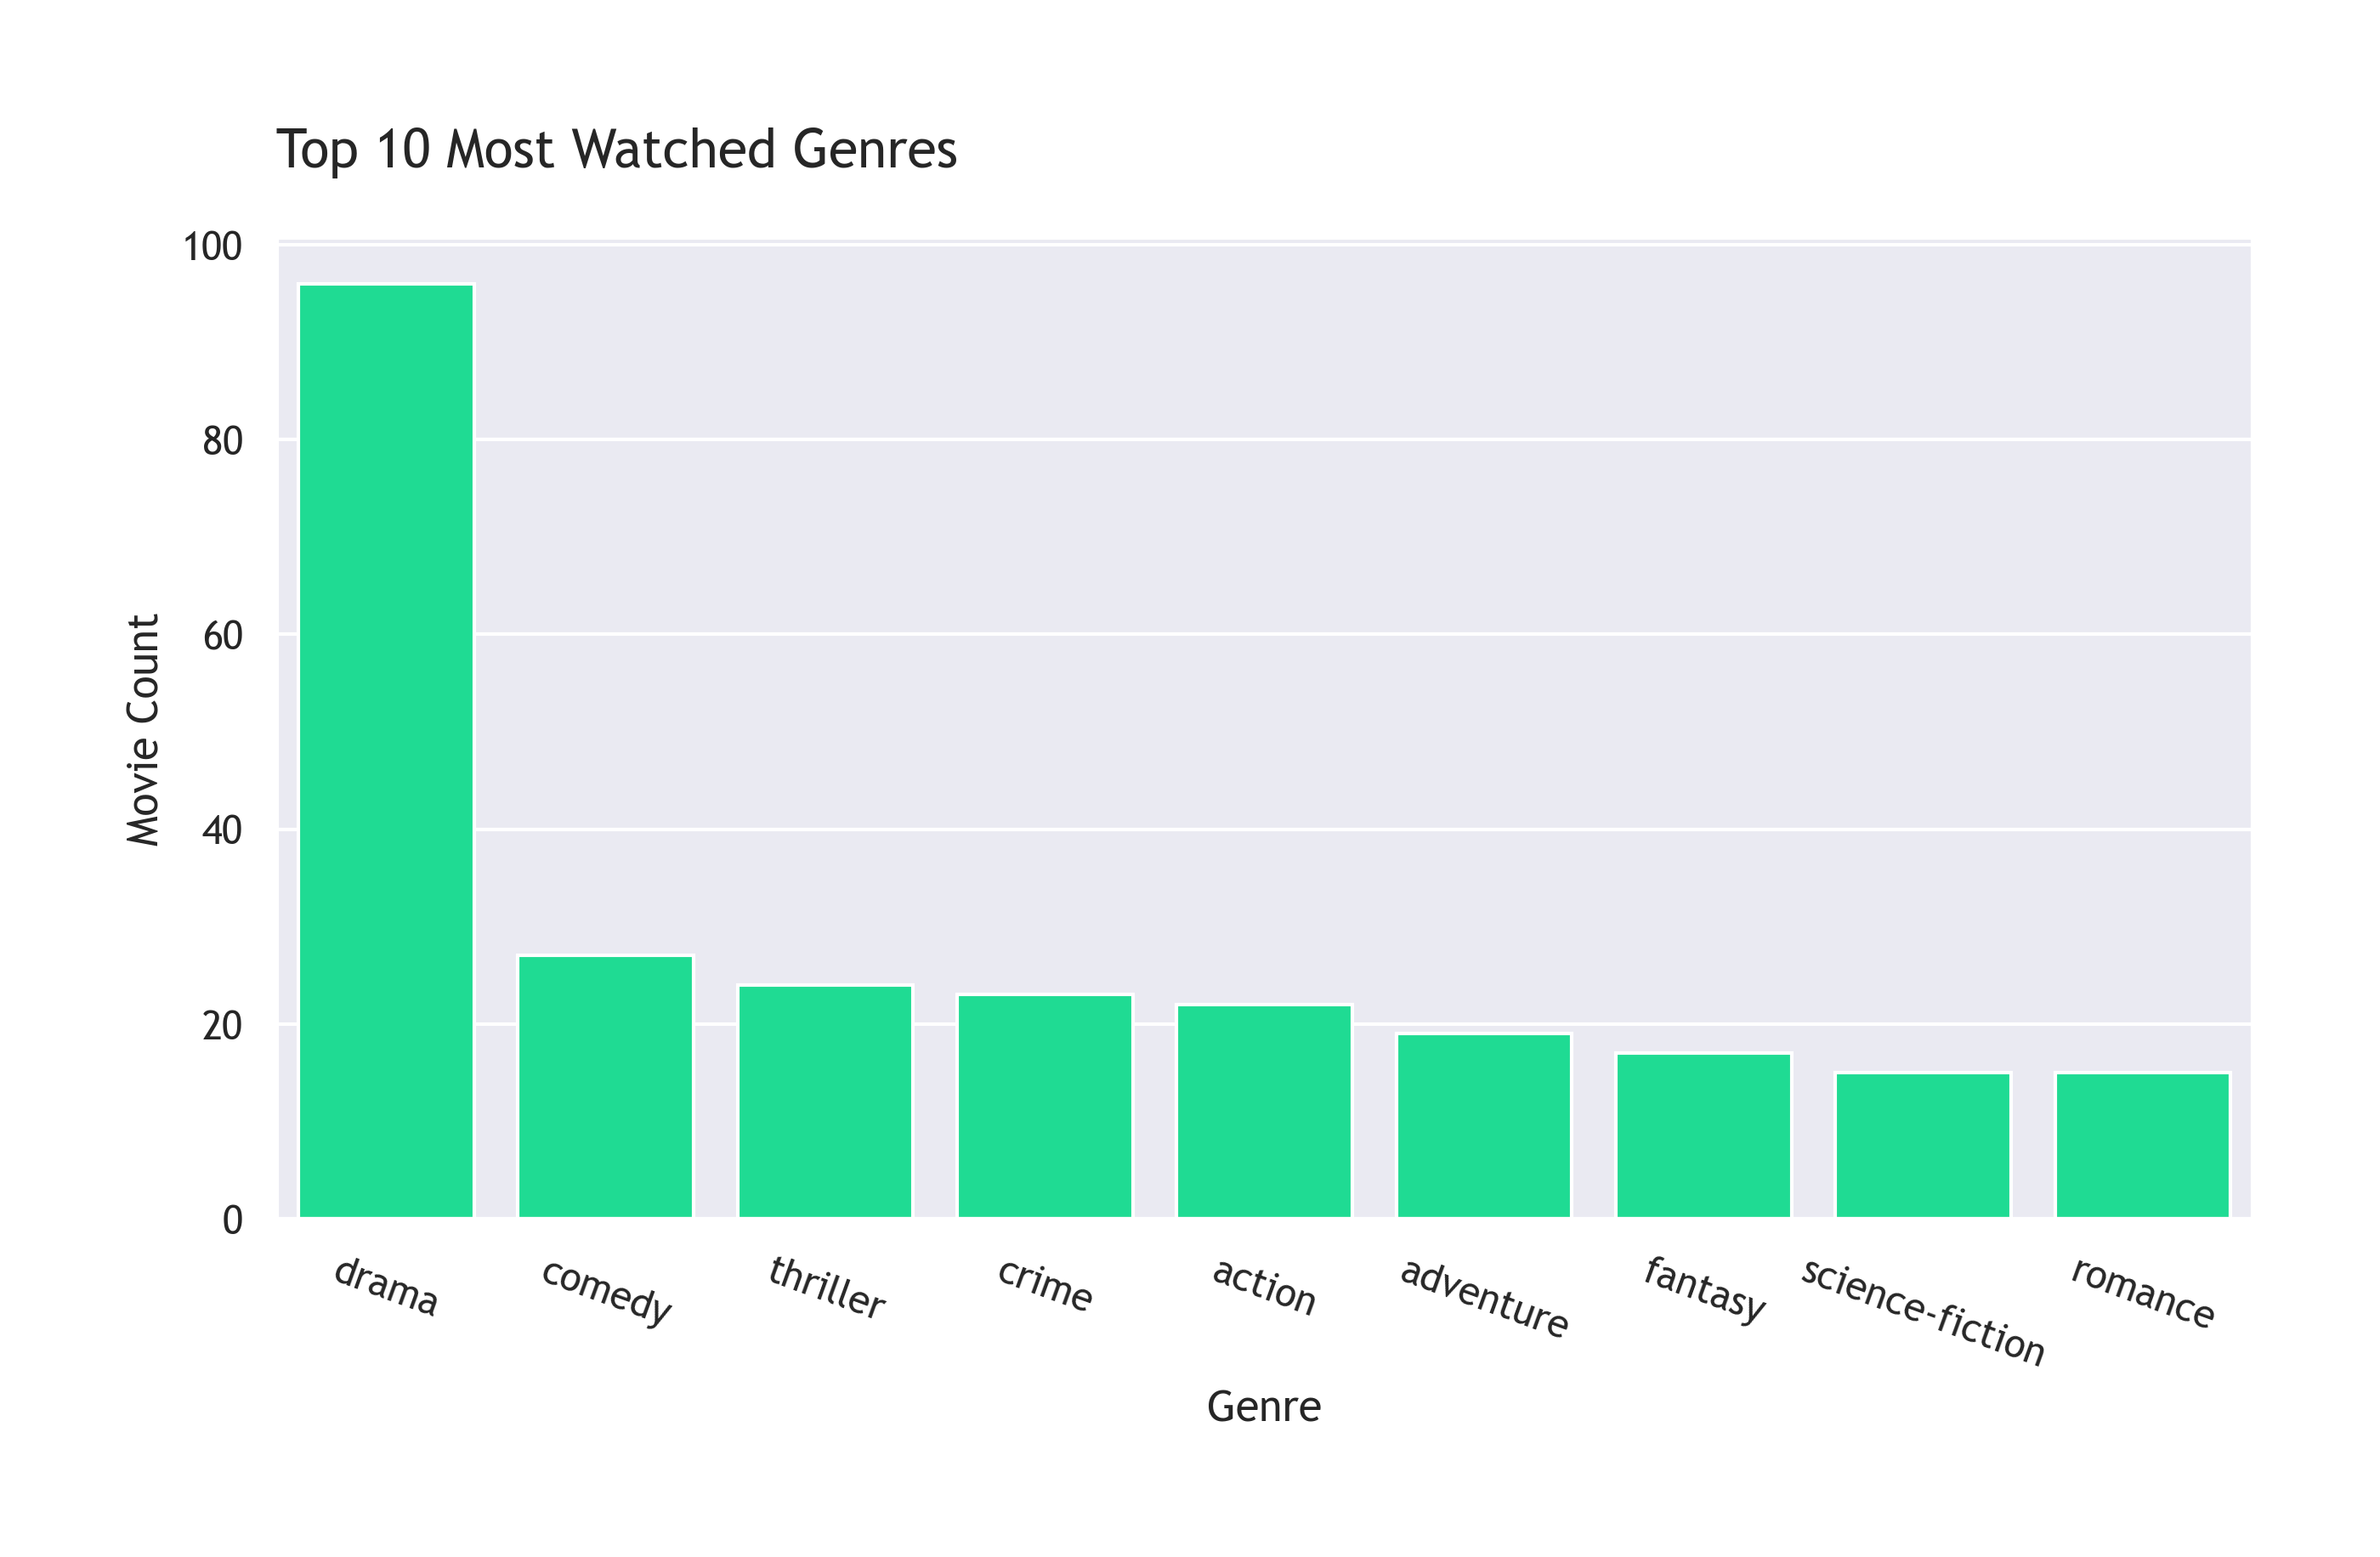 Top 10 Most Watched Genres
100
80
60
40
20
0
Movie Count
drama
comedy
thriller
crime
action
adventure
fantasy
science-fiction
romance
Genre